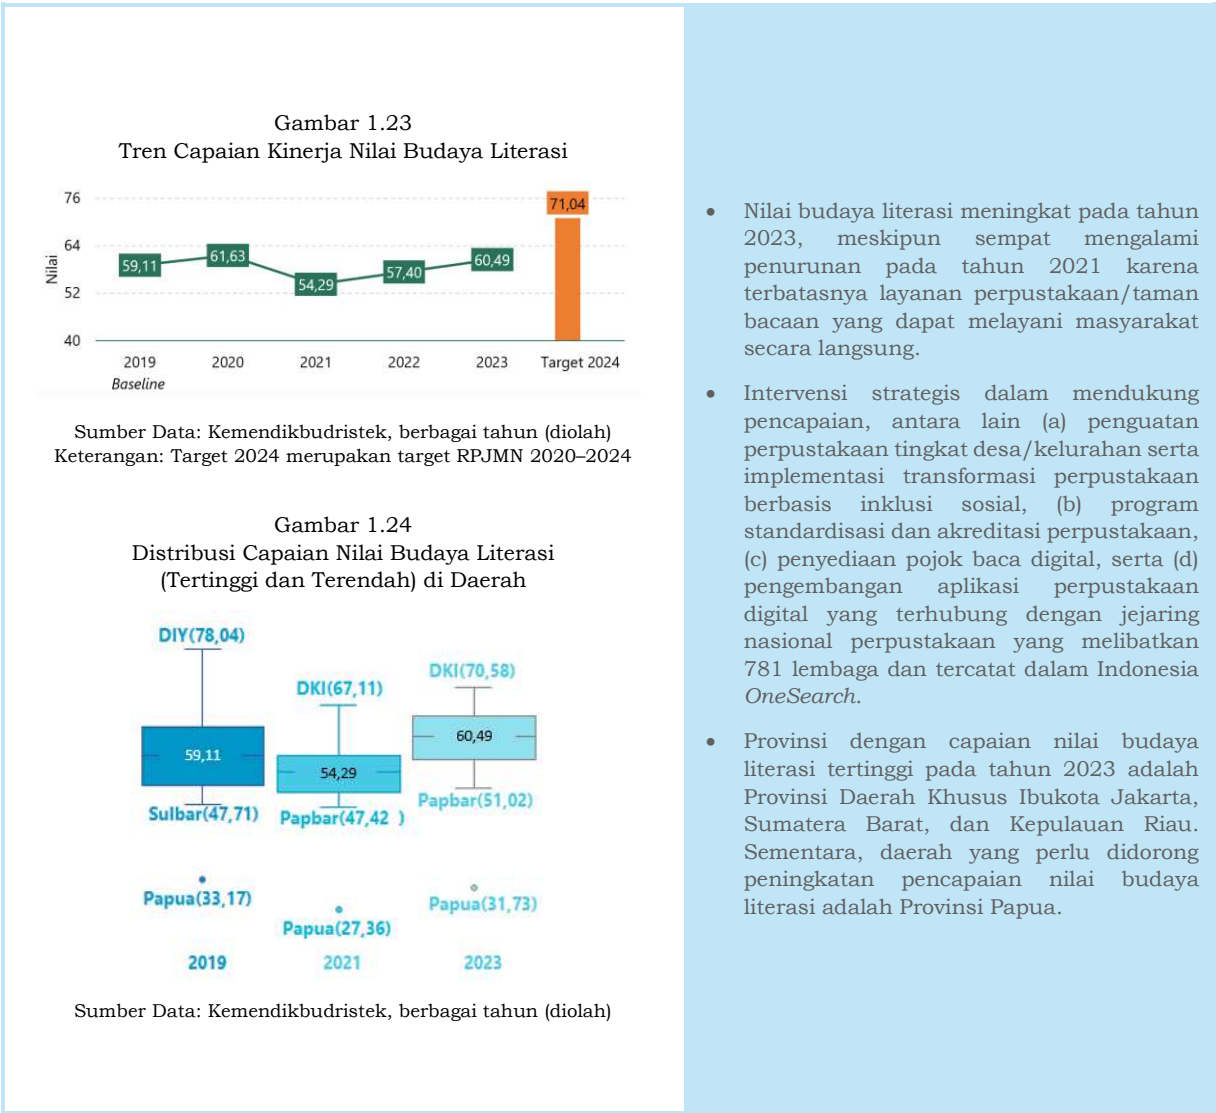 Gambar 1.23
Tren Capaian Kinerja Nilai Budaya Literasi
76
64
52
40
Nilai
59,11
61,63
54,29
57,40
60,49
71,04
2019
Baseline
2020
2021
2022
2023
Target 2024
Sumber Data: Kemendikbudristek, berbagai tahun (diolah)
Keterangan: Target 2024 merupakan target RPJMN 2020–2024
Gambar 1.24
Distribusi Capaian Nilai Budaya Literasi
(Tertinggi dan Terendah) di Daerah
DIY(78,04)
59,11
Sulbar(47,71)
Papua(33,17)
2019
DKI(67,11)
54,29
Papbar(47,42 )
Papua(27,36)
2021
DKI(70,58)
60,49
Papbar(51,02)
Papua(31,73)
2023
Sumber Data: Kemendikbudristek, berbagai tahun (diolah)
• Nilai budaya literasi meningkat pada tahun
2023, meskipun sempat mengalami
penurunan pada tahun 2021 karena
terbatasnya layanan perpustakaan/taman
bacaan yang dapat melayani masyarakat
secara langsung.
• Intervensi strategis dalam mendukung
pencapaian, antara lain (a) penguatan
perpustakaan tingkat desa/kelurahan serta
implementasi transformasi perpustakaan
berbasis inklusi sosial, (b) program
standardisasi dan akreditasi perpustakaan,
(c) penyediaan pojok baca digital, serta (d)
pengembangan aplikasi perpustakaan
digital yang terhubung dengan jejaring
nasional perpustakaan yang melibatkan
781 lembaga dan tercatat dalam Indonesia
OneSearch.
• Provinsi dengan capaian nilai budaya
literasi tertinggi pada tahun 2023 adalah
Provinsi Daerah Khusus Ibukota Jakarta,
Sumatera Barat, dan Kepulauan Riau.
Sementara, daerah yang perlu didorong
peningkatan pencapaian nilai budaya
literasi adalah Provinsi Papua.